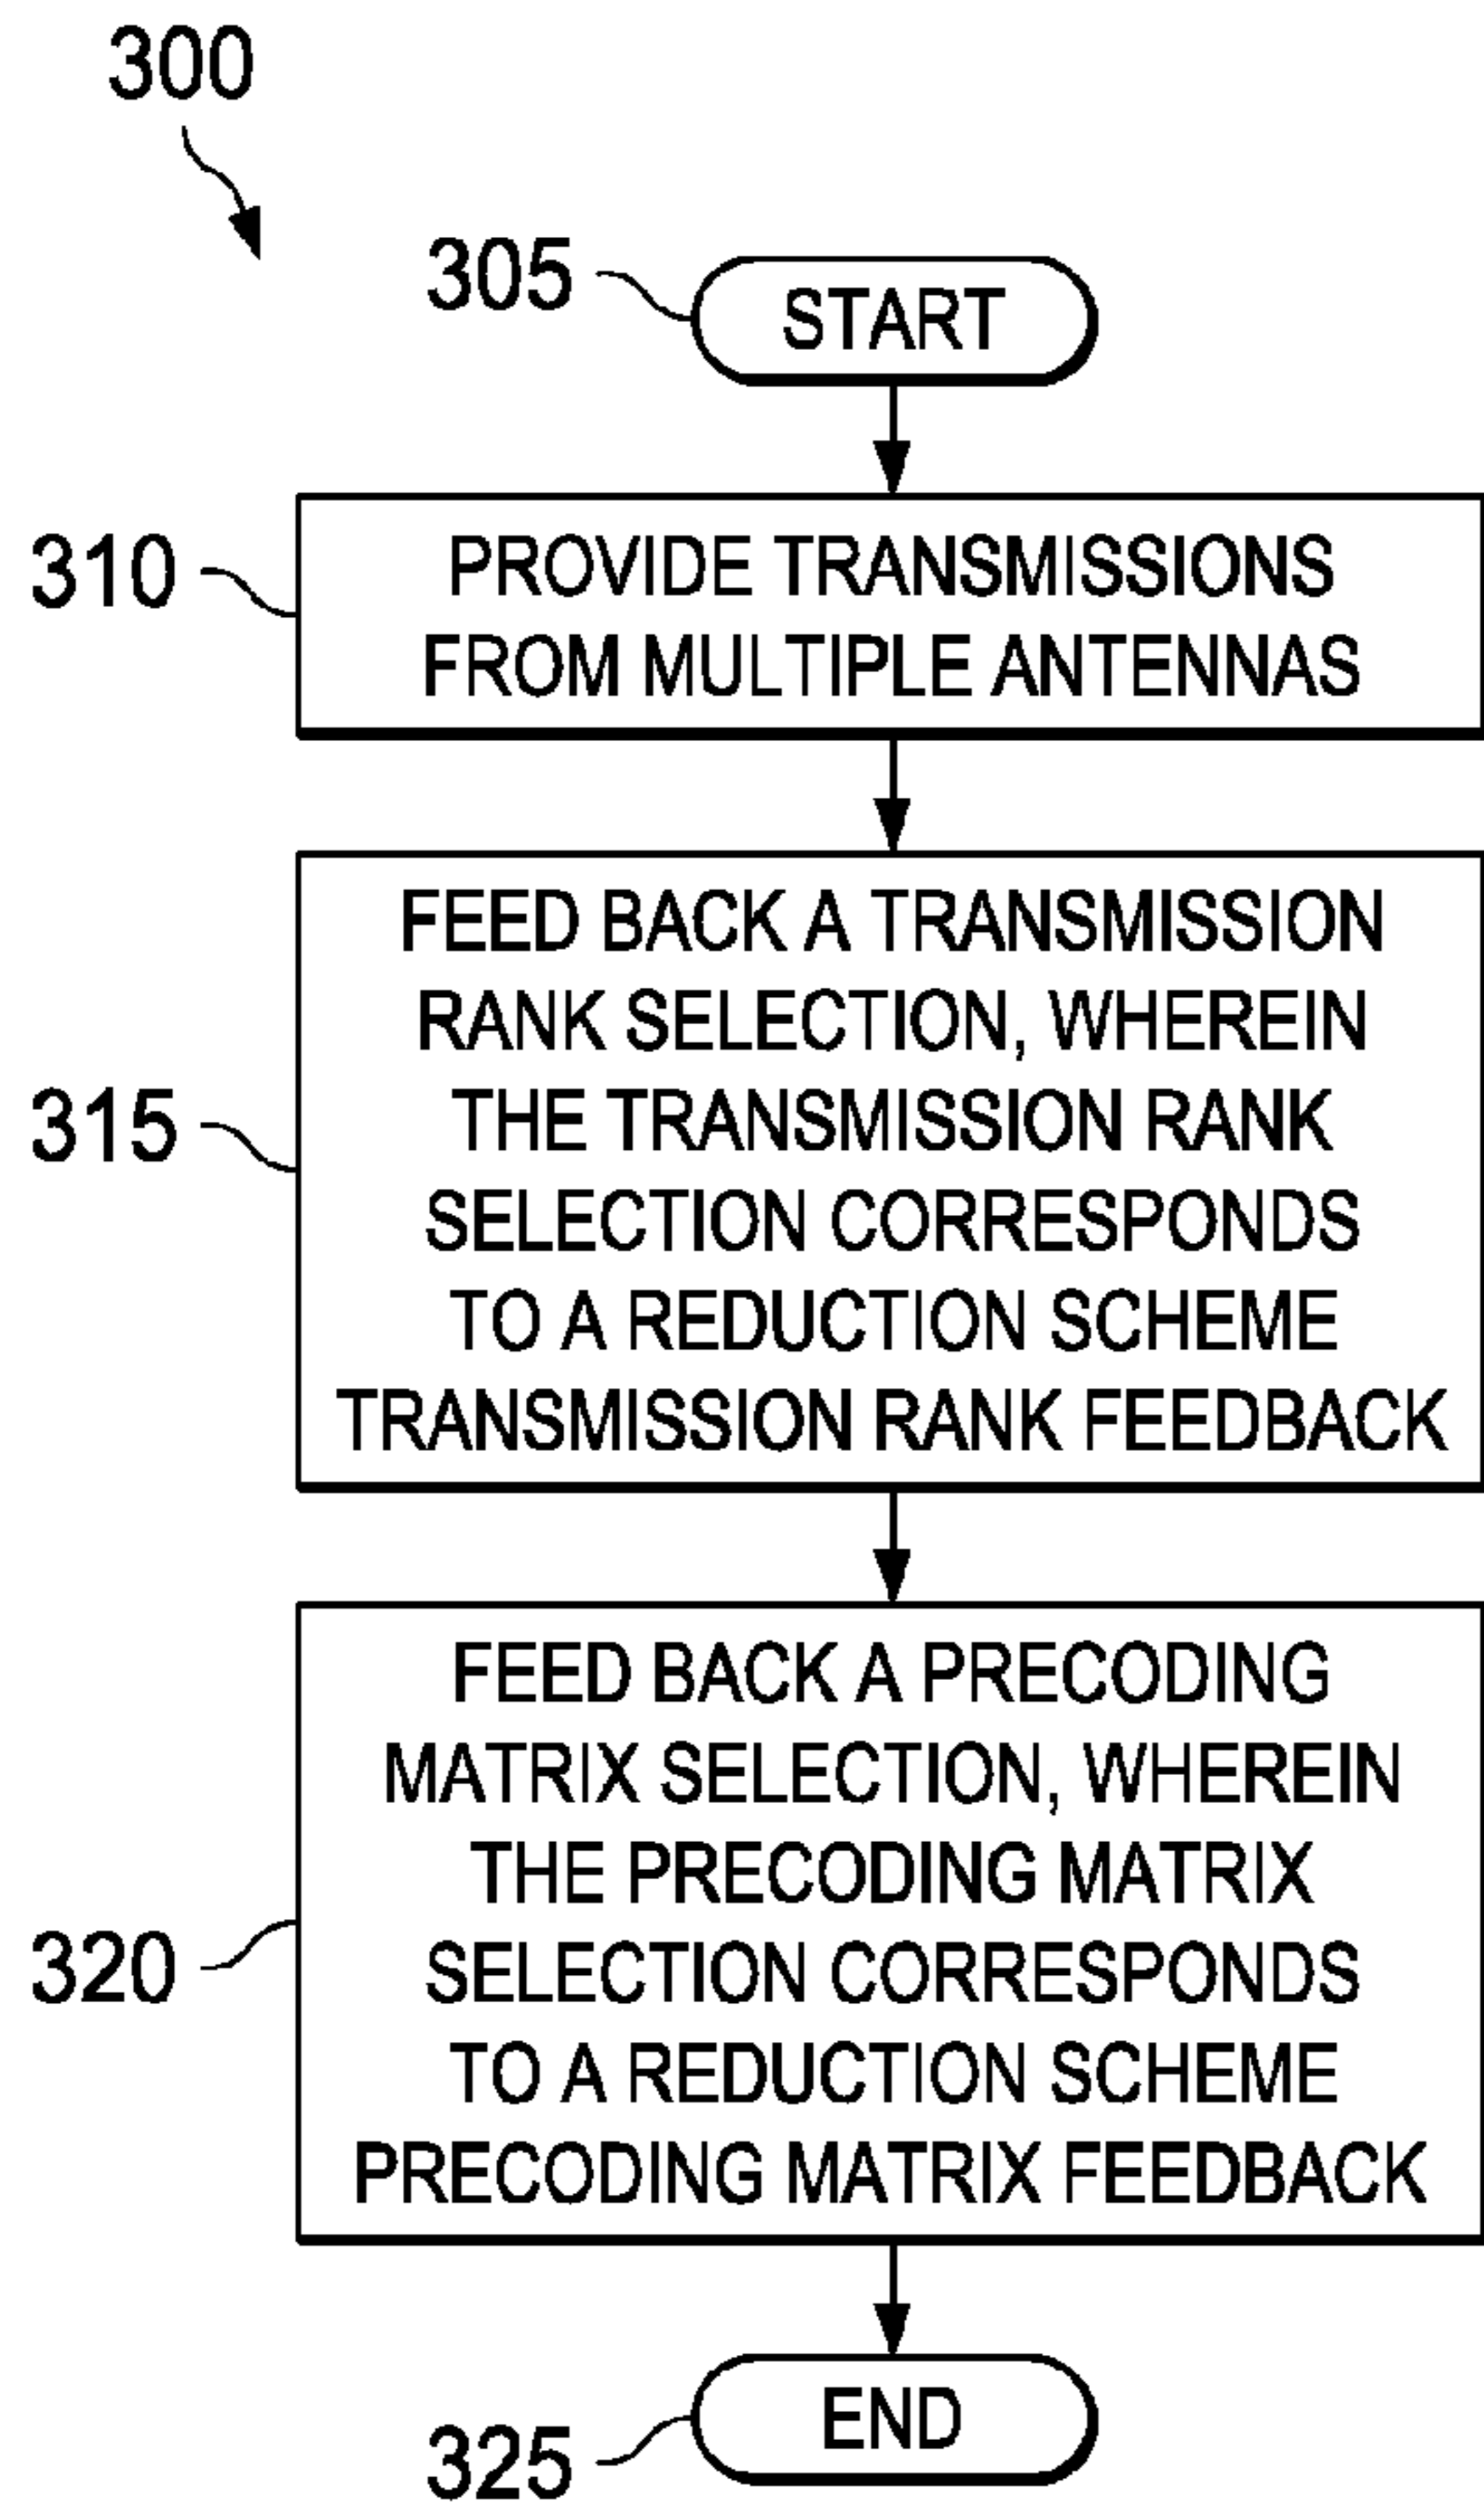 300
305
START
310
PROVIDE TRANSMISSIONS
FROM MULTIPLE ANTENNAS
315
FEED BACK A TRANSMISSION
RANK SELECTION, WHEREIN
THE TRANSMISSION RANK
SELECTION CORRESPONDS
TO A REDUCTION SCHEME
TRANSMISSION RANK FEEDBACK
320
FEED BACK A PRECODING
MATRIX SELECTION, WHEREIN
THE PRECODING MATRIX
SELECTION CORRESPONDS
TO A REDUCTION SCHEME
PRECODING MATRIX FEEDBACK
325
END